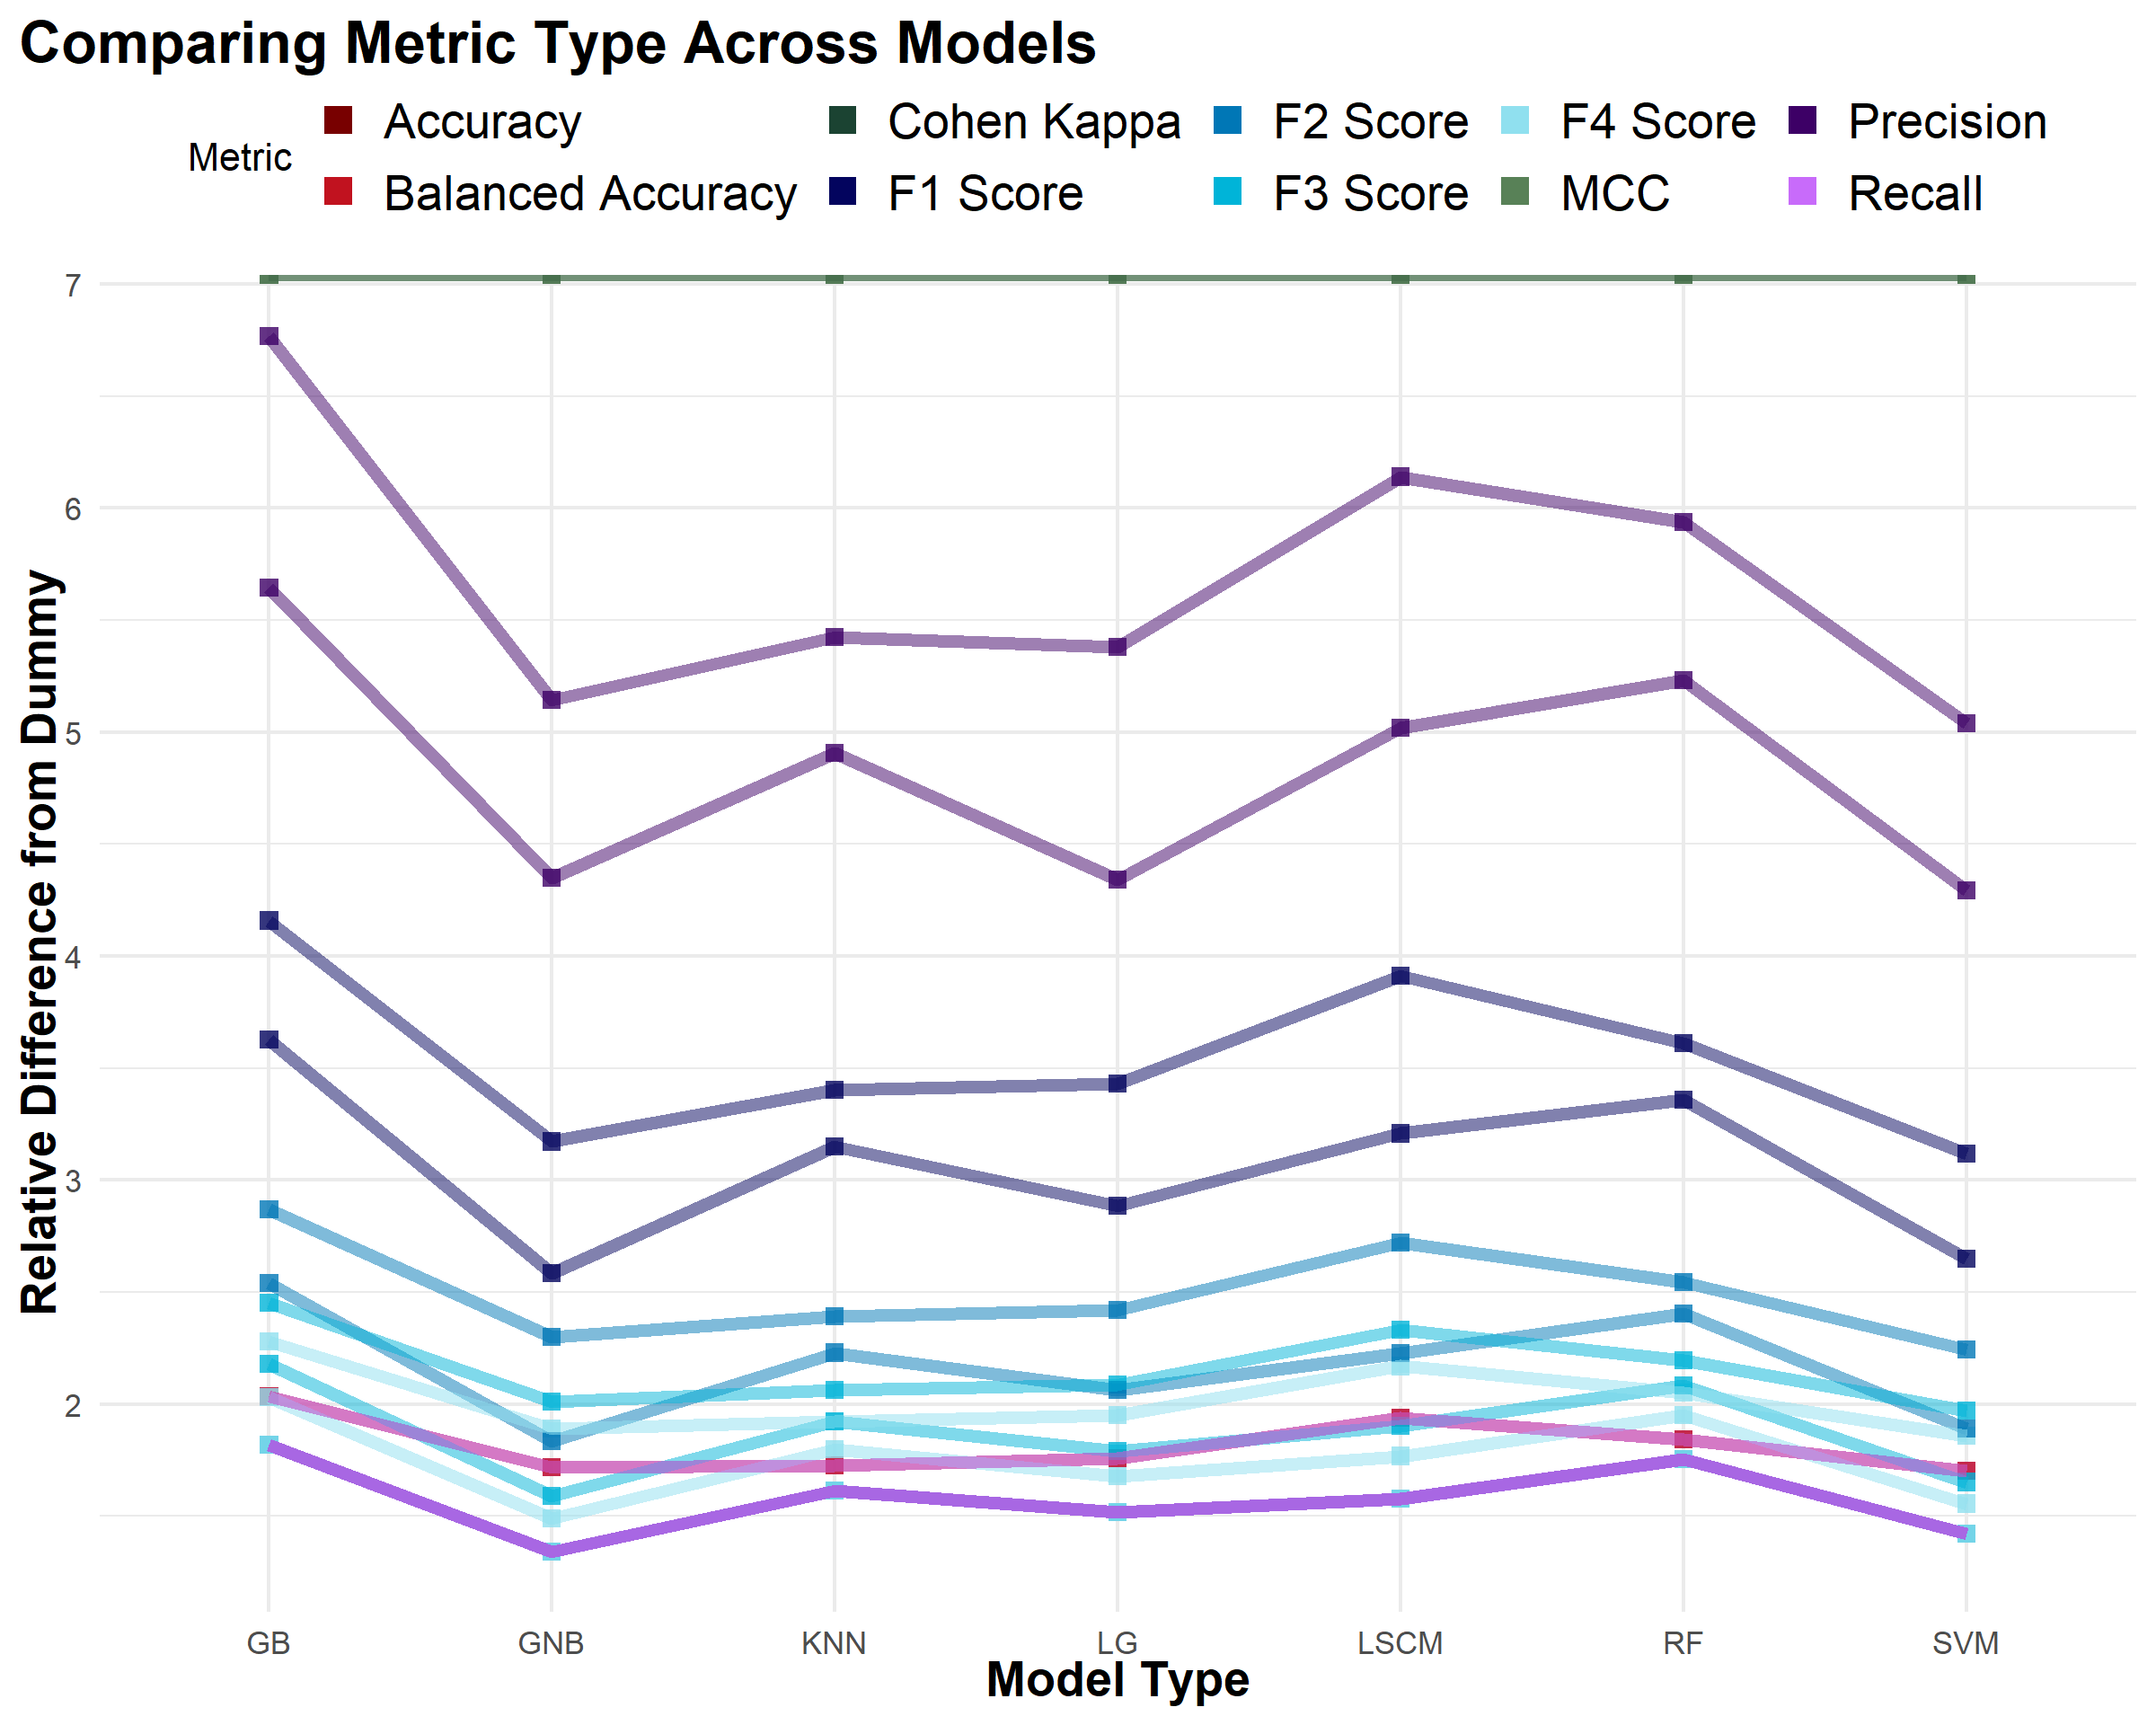 Comparing Metric Type Across Models
Metric
Accuracy
Cohen Kappa
F2 Score
F4 Score
Precision
Balanced Accuracy
F1 Score
F3 Score
MCC
Recall
Relative Difference from Dummy
7
6
5
4
3
2
GB
GNB
KNN
LG
LSCM
RF
SVM
Model Type